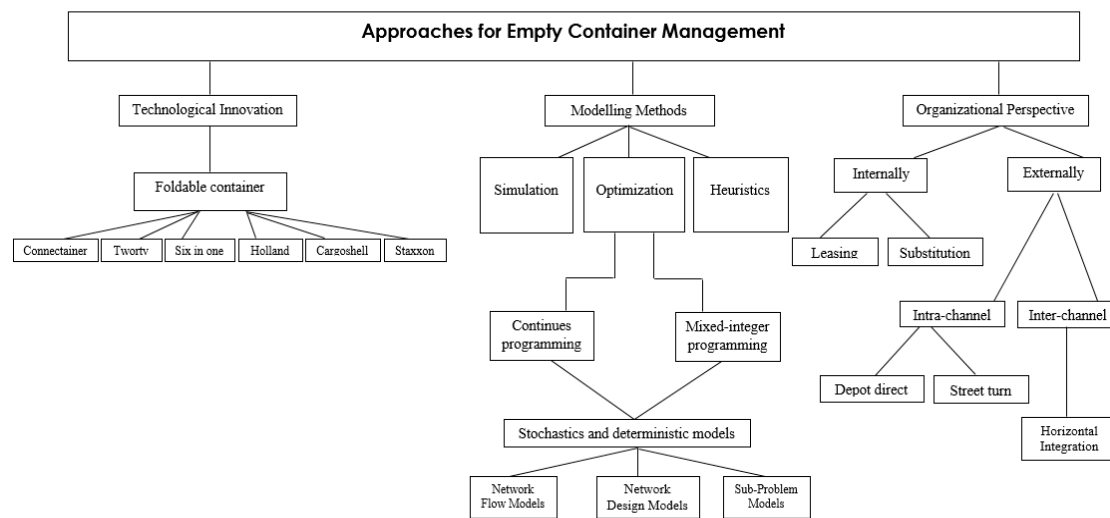 Approaches for Empty Container Management
Technological Innovation
Modelling Methods
Organizational Perspective
Foldable container
Simulation
Optimization
Heuristics
Internally
Externally
Connectainer
Tworty
Six in one
Holland
Cargoshell
Staxxon
Leasing
Substitution
Continues
programming
Mixed-integer
programming
Intra-channel
Inter-channel
Depot direct
Street turn
Stochastics and deterministic models
Horizontal
Integration
Network
Flow Models
Network
Design Models
Sub-Problem
Models